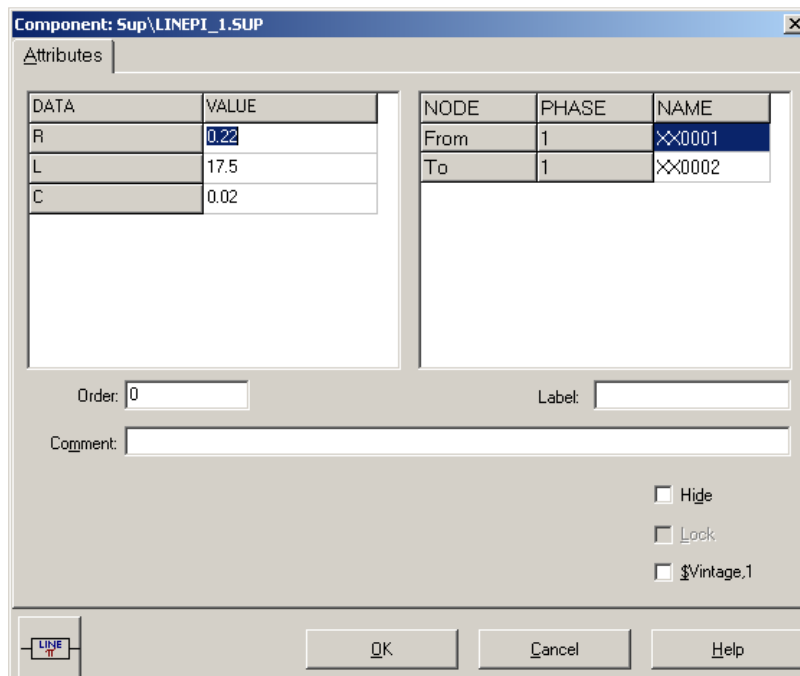 Component: Sup\LINEPI_1.SUP
Attributes
DATA VALUE
R 0.22
L 17.5
C 0.02
NODE PHASE NAME
From 1 XX0001
To 1 XX0002
Order: 0
Label:
Comment:
Hide
Lock
$Vintage,1
LINE
π
OK Cancel Help